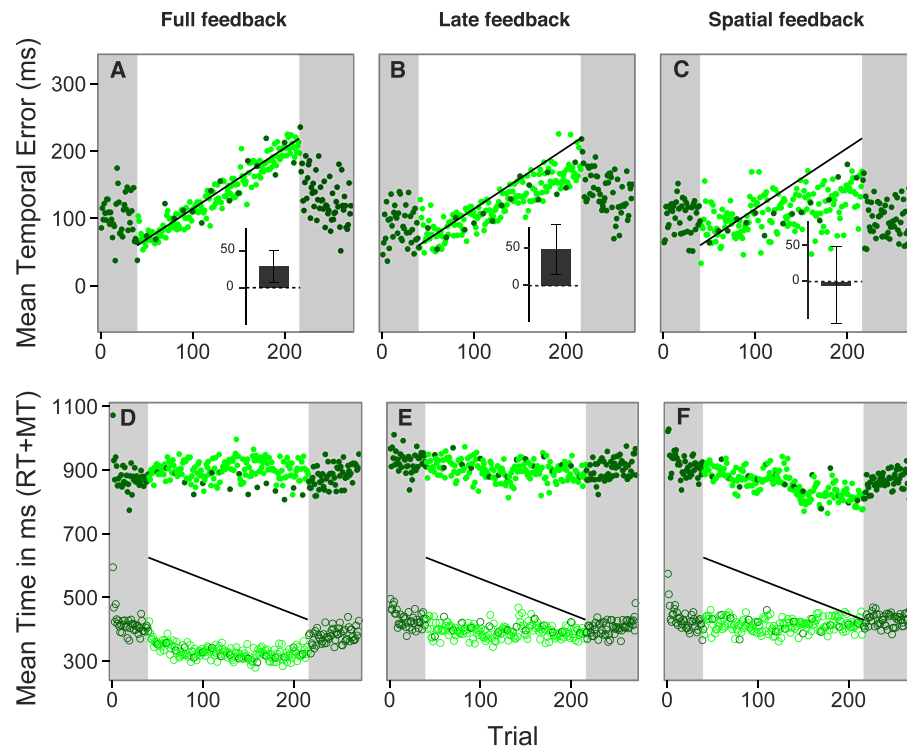 Full feedback Late feedback Spatial feedback
Mean Temporal Error (ms)
A B C
300
200
100
0
50
0
50
0
50
0
0 100 200 0 100 200 0 100 200
Mean Time in ms (RT+MT)
D E F
1100
900
700
500
300
0 100 200 0 100 200 0 100 200
Trial